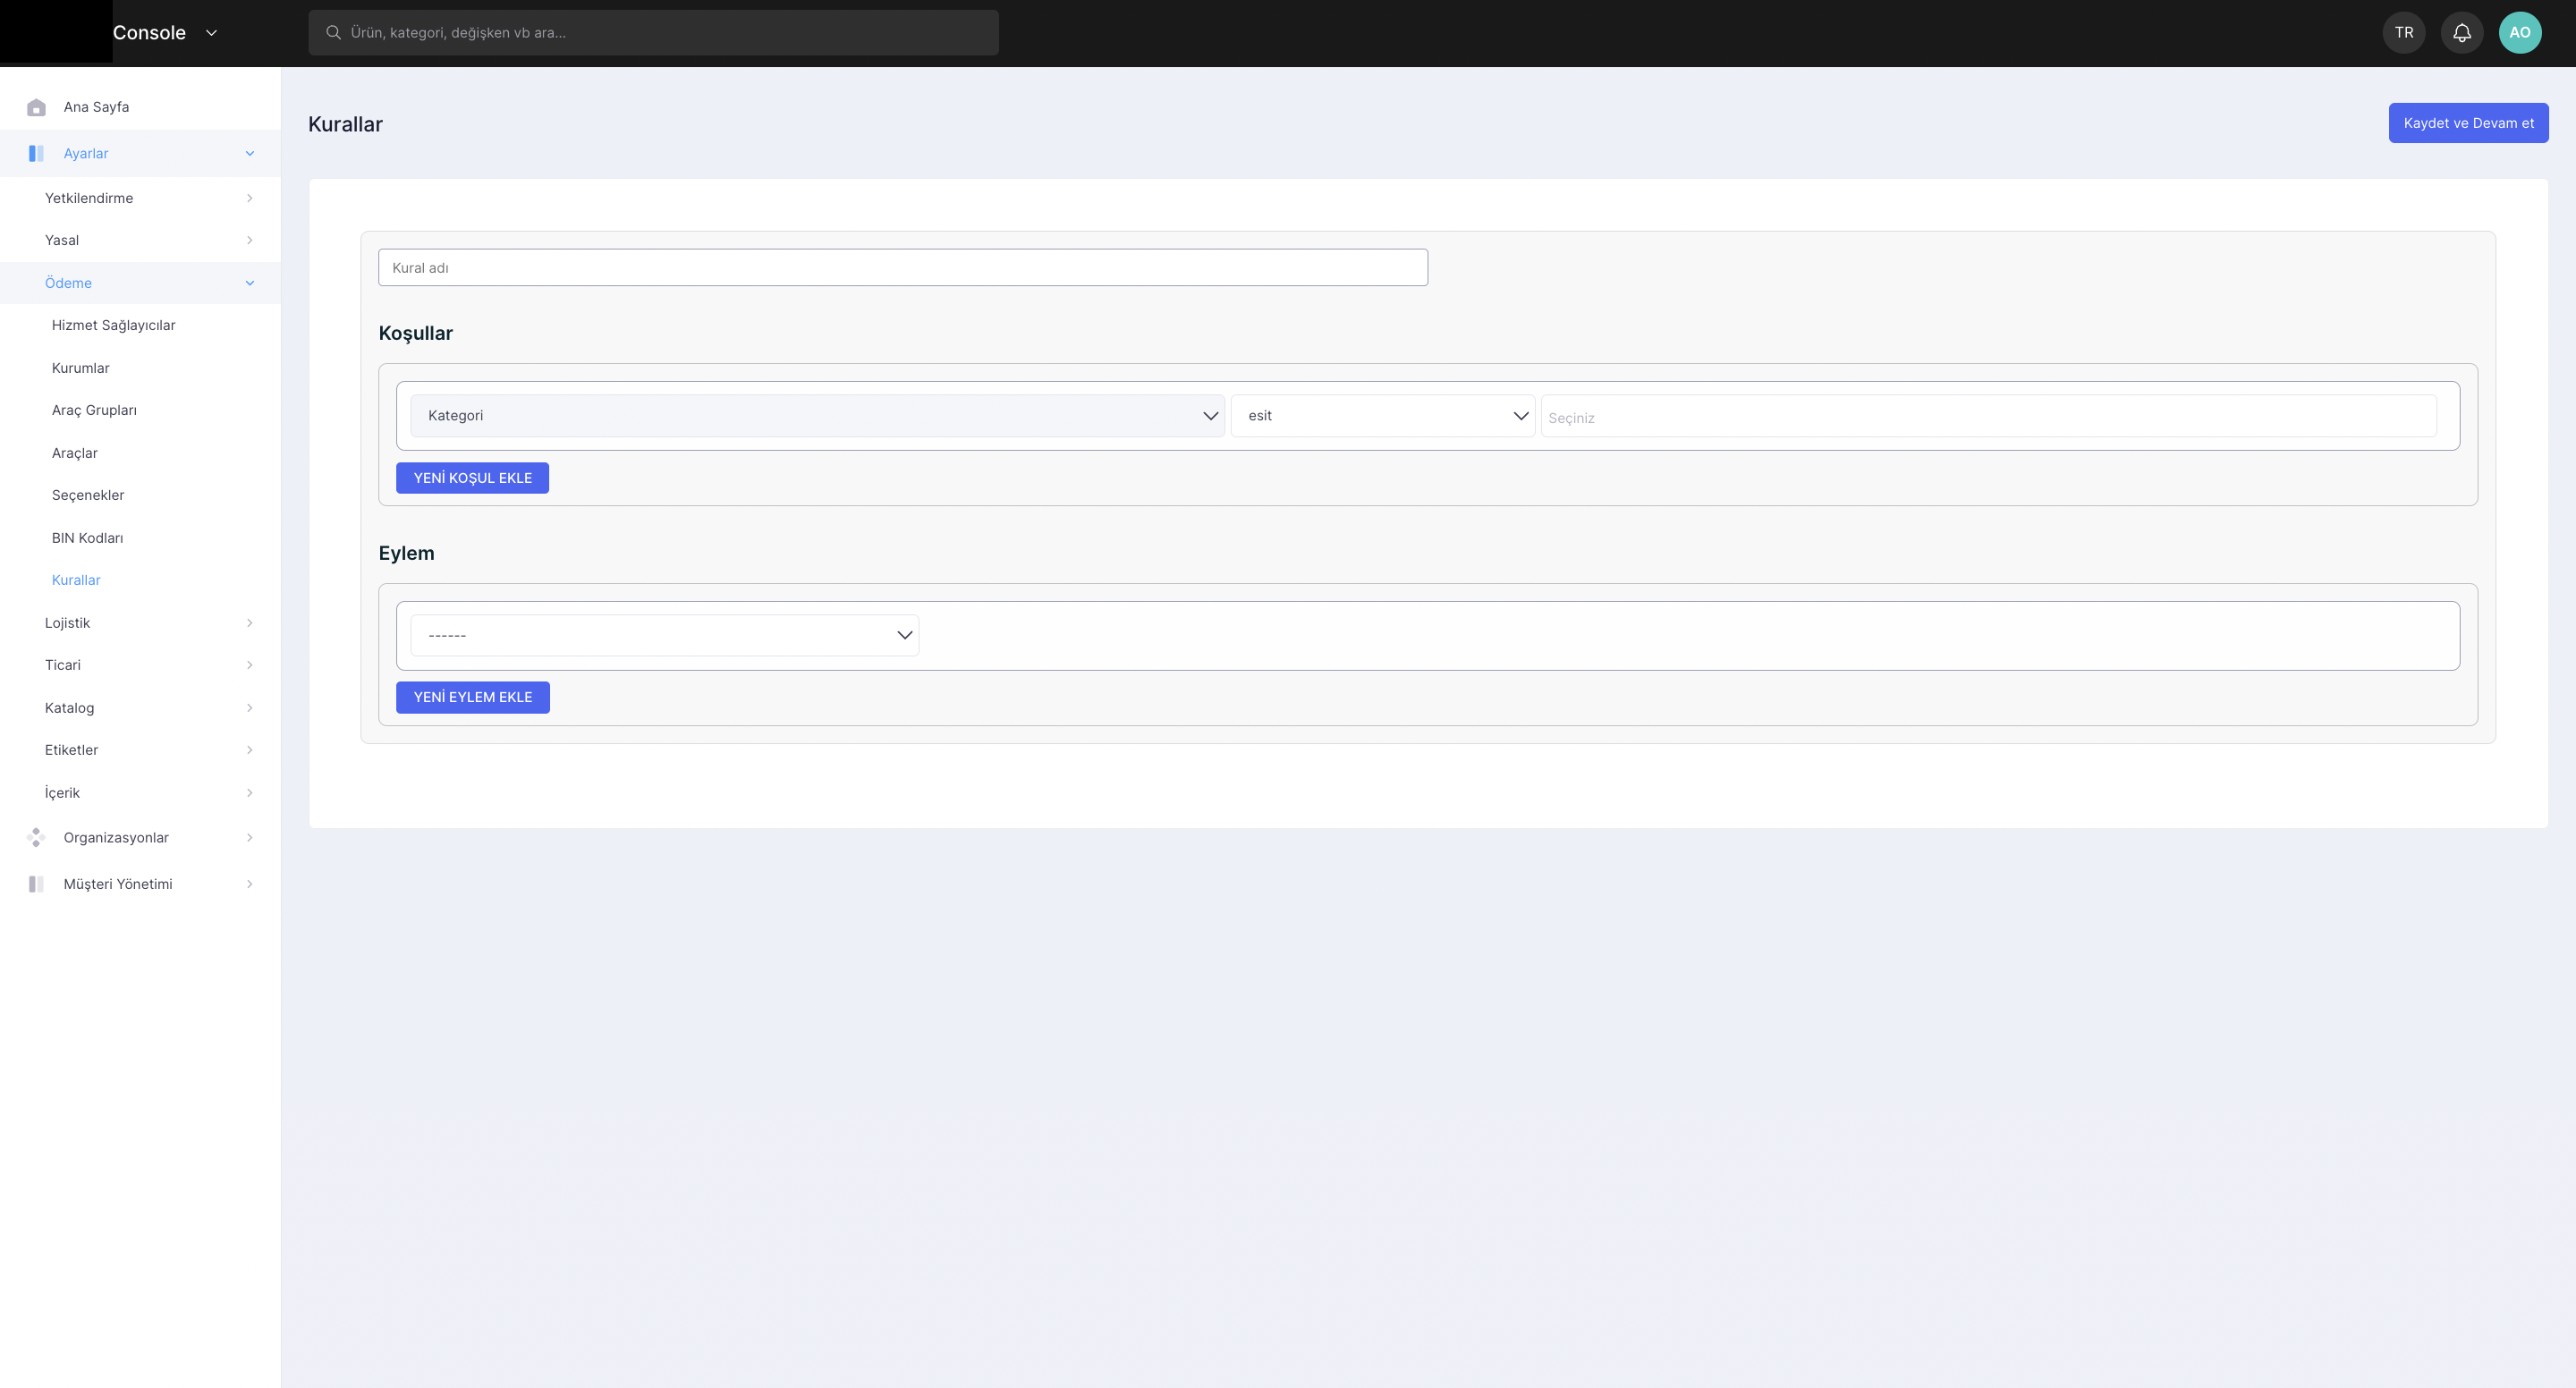 Console
Ürün, kategori, değişken vb ara...
TR
AO
Ana Sayfa
Ayarlar
Yetkilendirme
Yasal
Ödeme
Hizmet Sağlayıcılar
Kurumlar
Araç Grupları
Araçlar
Seçenekler
BIN Kodları
Kurallar
Lojistik
Ticari
Katalog
Etiketler
İçerik
Organizasyonlar
Müşteri Yönetimi
Kurallar
Kaydet ve Devam et
Kural adı
Koşullar
Kategori
esit
Seçiniz
YENİ KOŞUL EKLE
Eylem
------
YENİ EYLEM EKLE